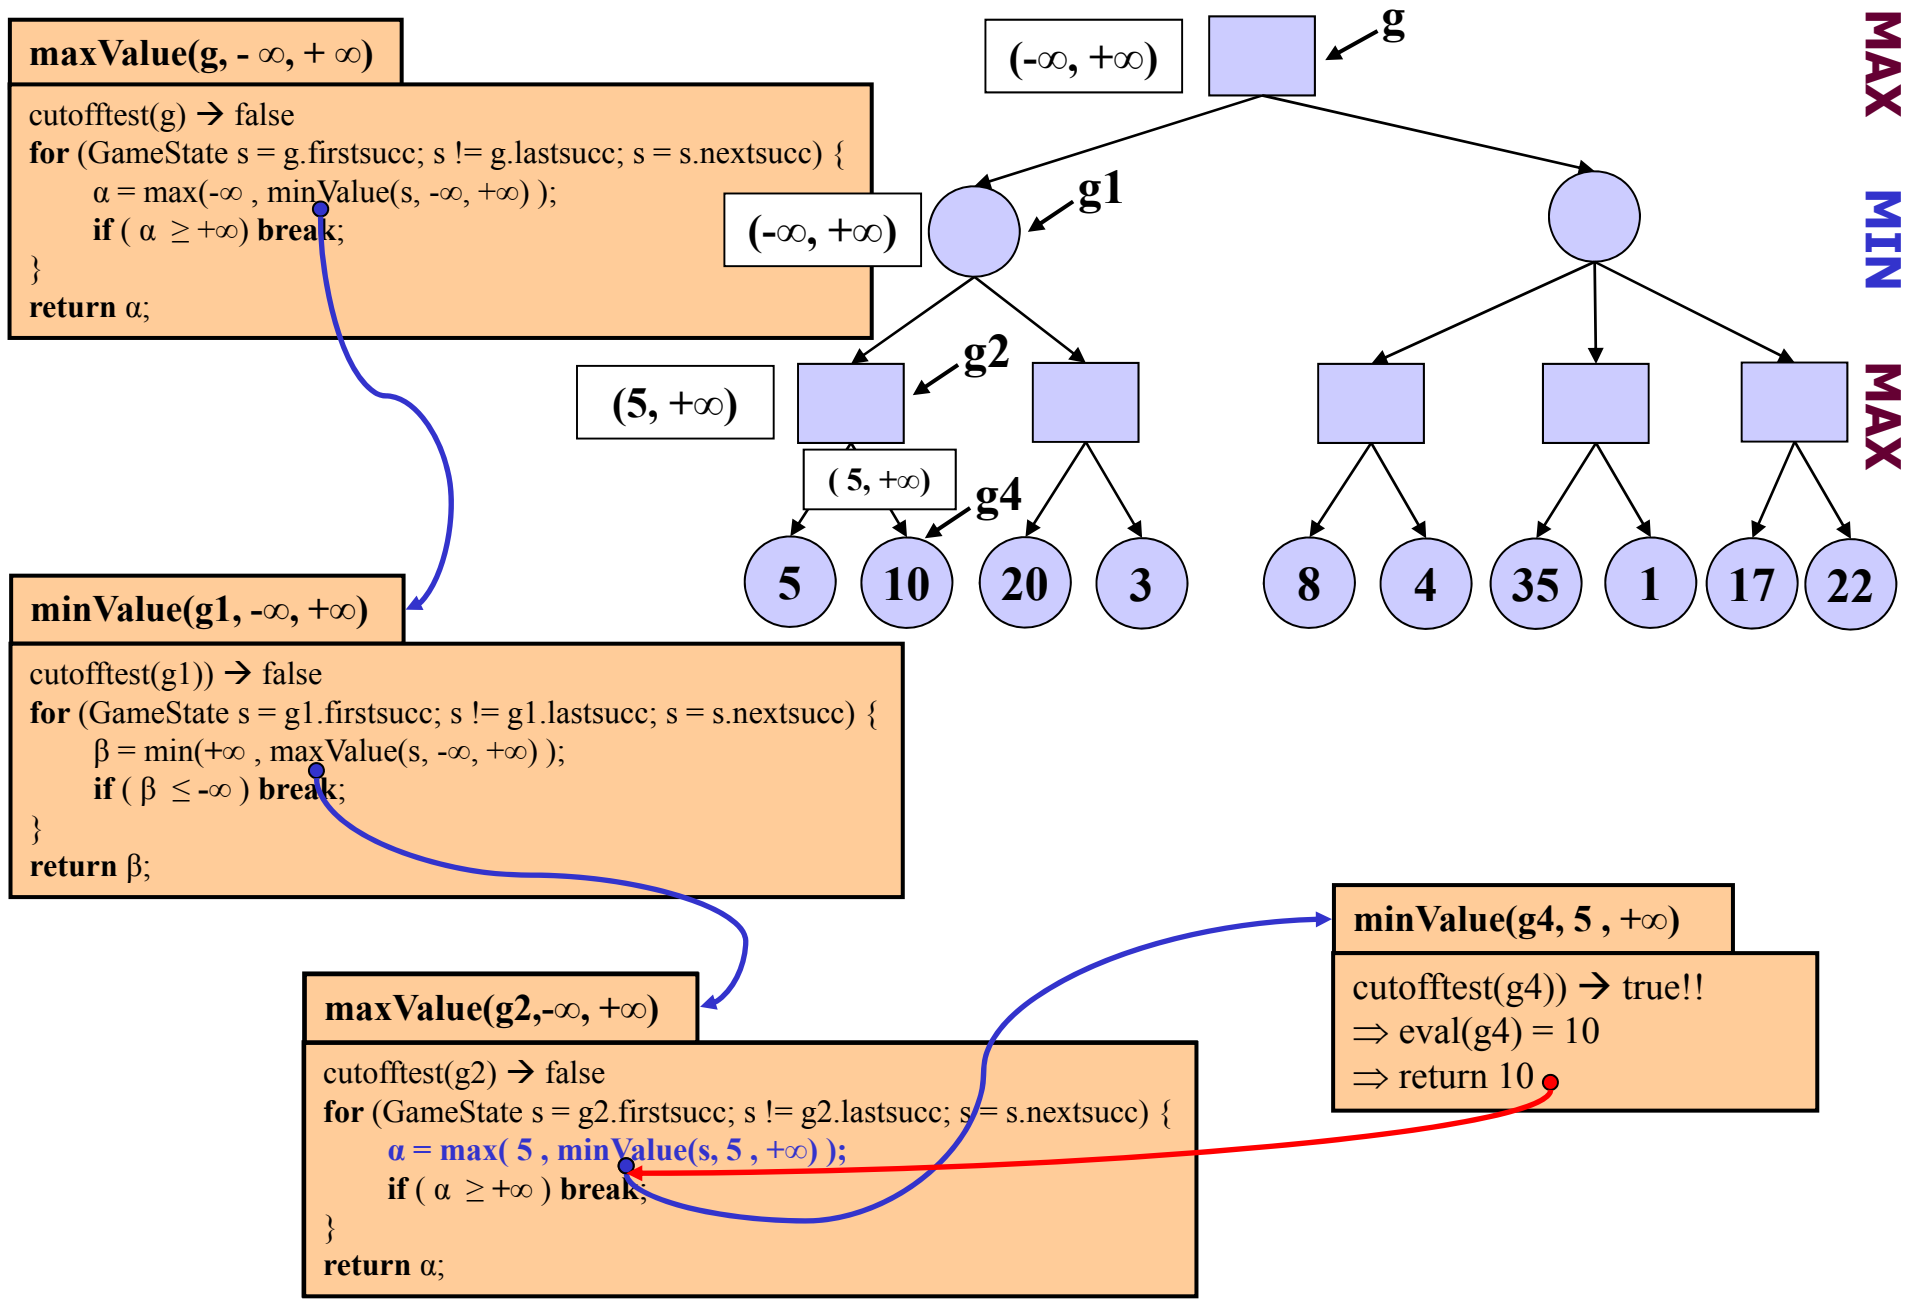 maxValue(g, - ∞, + ∞)
cutofftest(g) → false
for (GameState s = g.firstsucc; s != g.lastsucc; s = s.nextsucc) {
α = max(-∞ , minValue(s, -∞, +∞) );
if ( α ≥ +∞) break;
}
return α;
(-∞, +∞)
g
MAX
(-∞, +∞)
g1
MIN
(5, +∞)
g2
MAX
( 5, +∞)
g4
5
10
20
3
8
4
35
1
17
22
minValue(g1, -∞, +∞)
cutofftest(g1)) → false
for (GameState s = g1.firstsucc; s != g1.lastsucc; s = s.nextsucc) {
β = min(+∞ , maxValue(s, -∞, +∞) );
if ( β ≤ -∞ ) break;
}
return β;
maxValue(g2,-∞, +∞)
cutofftest(g2) → false
for (GameState s = g2.firstsucc; s != g2.lastsucc; s = s.nextsucc) {
α = max( 5 , minValue(s, 5 , +∞) );
if ( α ≥ +∞ ) break;
}
return α;
minValue(g4, 5 , +∞)
cutofftest(g4)) → true!!
⇒ eval(g4) = 10
⇒ return 10